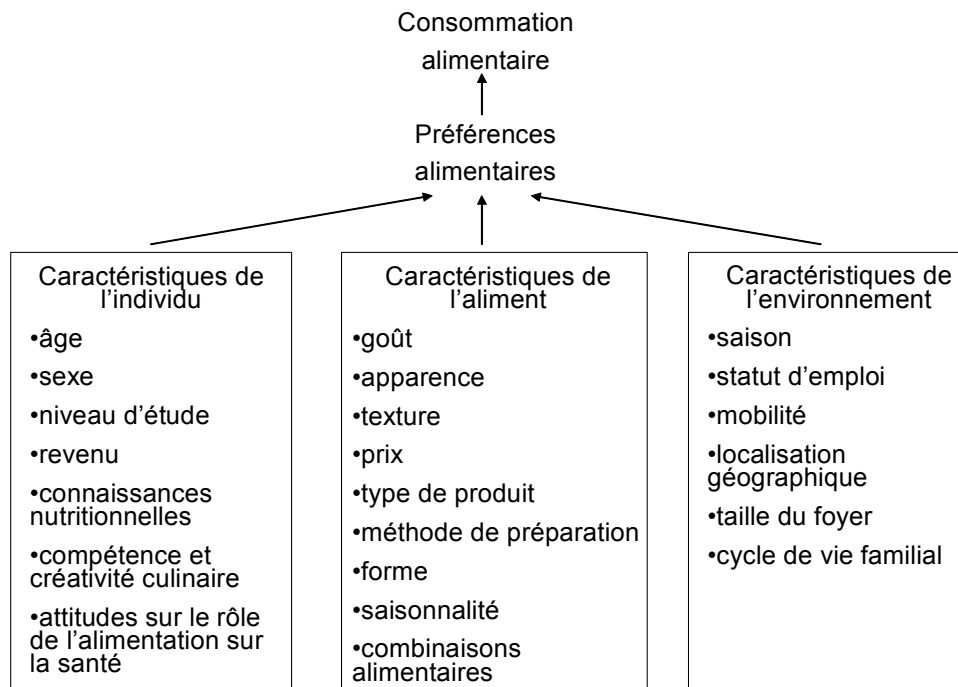 Consommation
alimentaire
Préférences
alimentaires
Caractéristiques de
l’individu
•âge
•sexe
•niveau d’étude
•revenu
•connaissances
nutritionnelles
•compétence et
créativité culinaire
•attitudes sur le rôle
de l’alimentation sur
la santé
Caractéristiques de
l’aliment
•goût
•apparence
•texture
•prix
•type de produit
•méthode de préparation
•forme
•saisonnalité
•combinaisons
alimentaires
Caractéristiques de
l’environnement
•saison
•statut d’emploi
•mobilité
•localisation
géographique
•taille du foyer
•cycle de vie familial